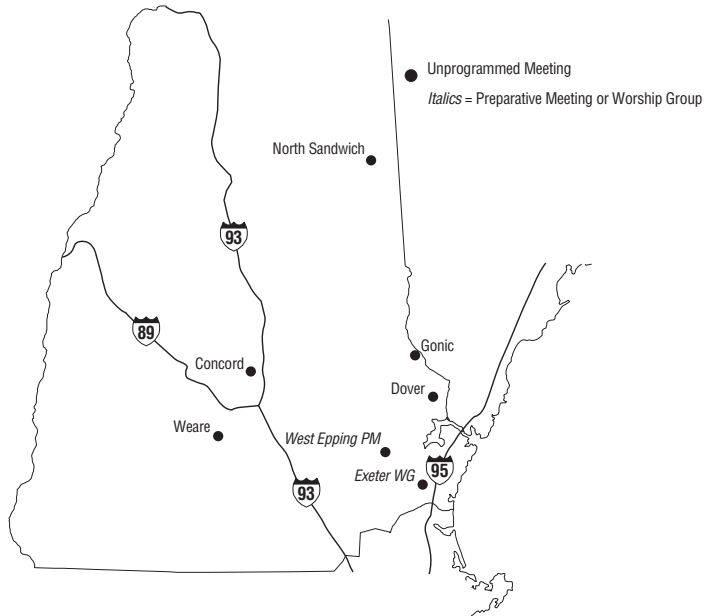 Unprogrammed Meeting
Italics = Preparative Meeting or Worship Group
North Sandwich
93
89
Gonic
Concord
Dover
Weare
West Epping PM
Exeter WG
95
93